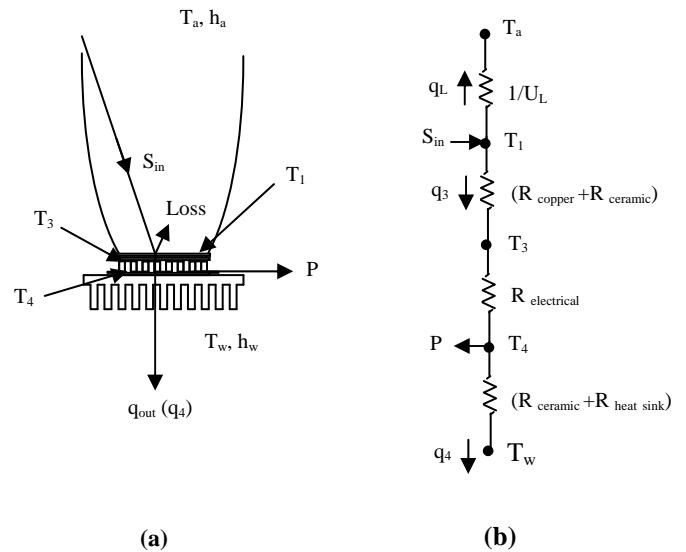 Tₐ, hₐ
Sᵢₙ
T₁
Loss
T₃
P
T₄
T_w, h_w
q_out (q₄)
(a)
Tₐ
q_L
1/U_L
Sᵢₙ
T₁
q₃
(R copper +R ceramic)
T₃
R electrical
P
T₄
(R ceramic +R heat sink)
q₄
T_w
(b)